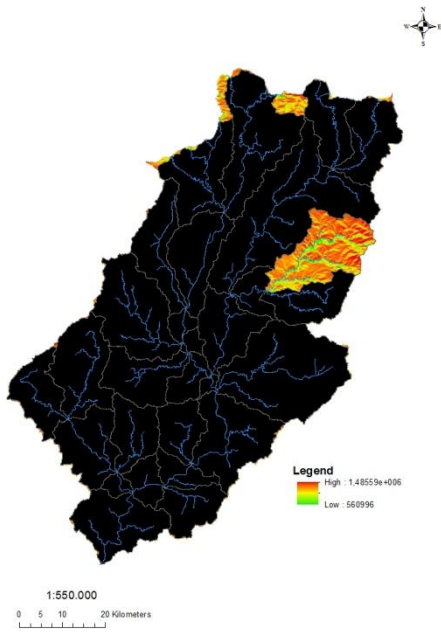 N
W E
S
Legend
High : 1,48559e+006
Low : 560996
1:550.000
0 5 10 20 Kilometers